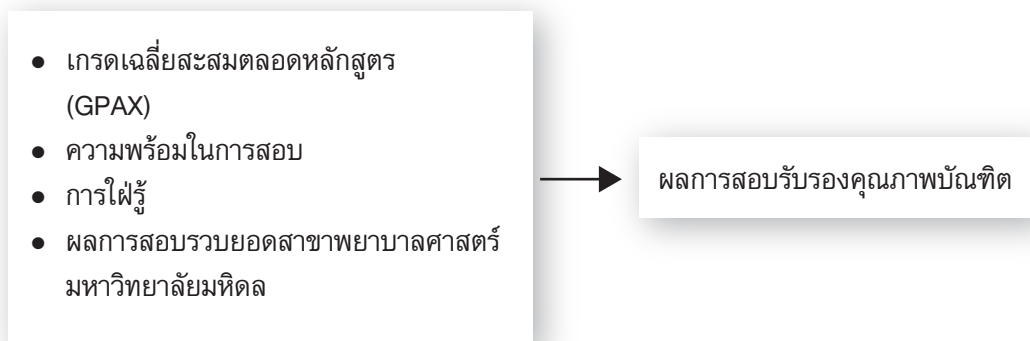 ● เกรดเฉลี่ยสะสมตลอดหลักสูตร
(GPAX)
● ความพร้อมในการสอบ
● การใฝ่รู้
● ผลการสอบรวบยอดสาขาพยาบาลศาสตร์
มหาวิทยาลัยมหิดล
ผลการสอบรับรองคุณภาพบัณฑิต